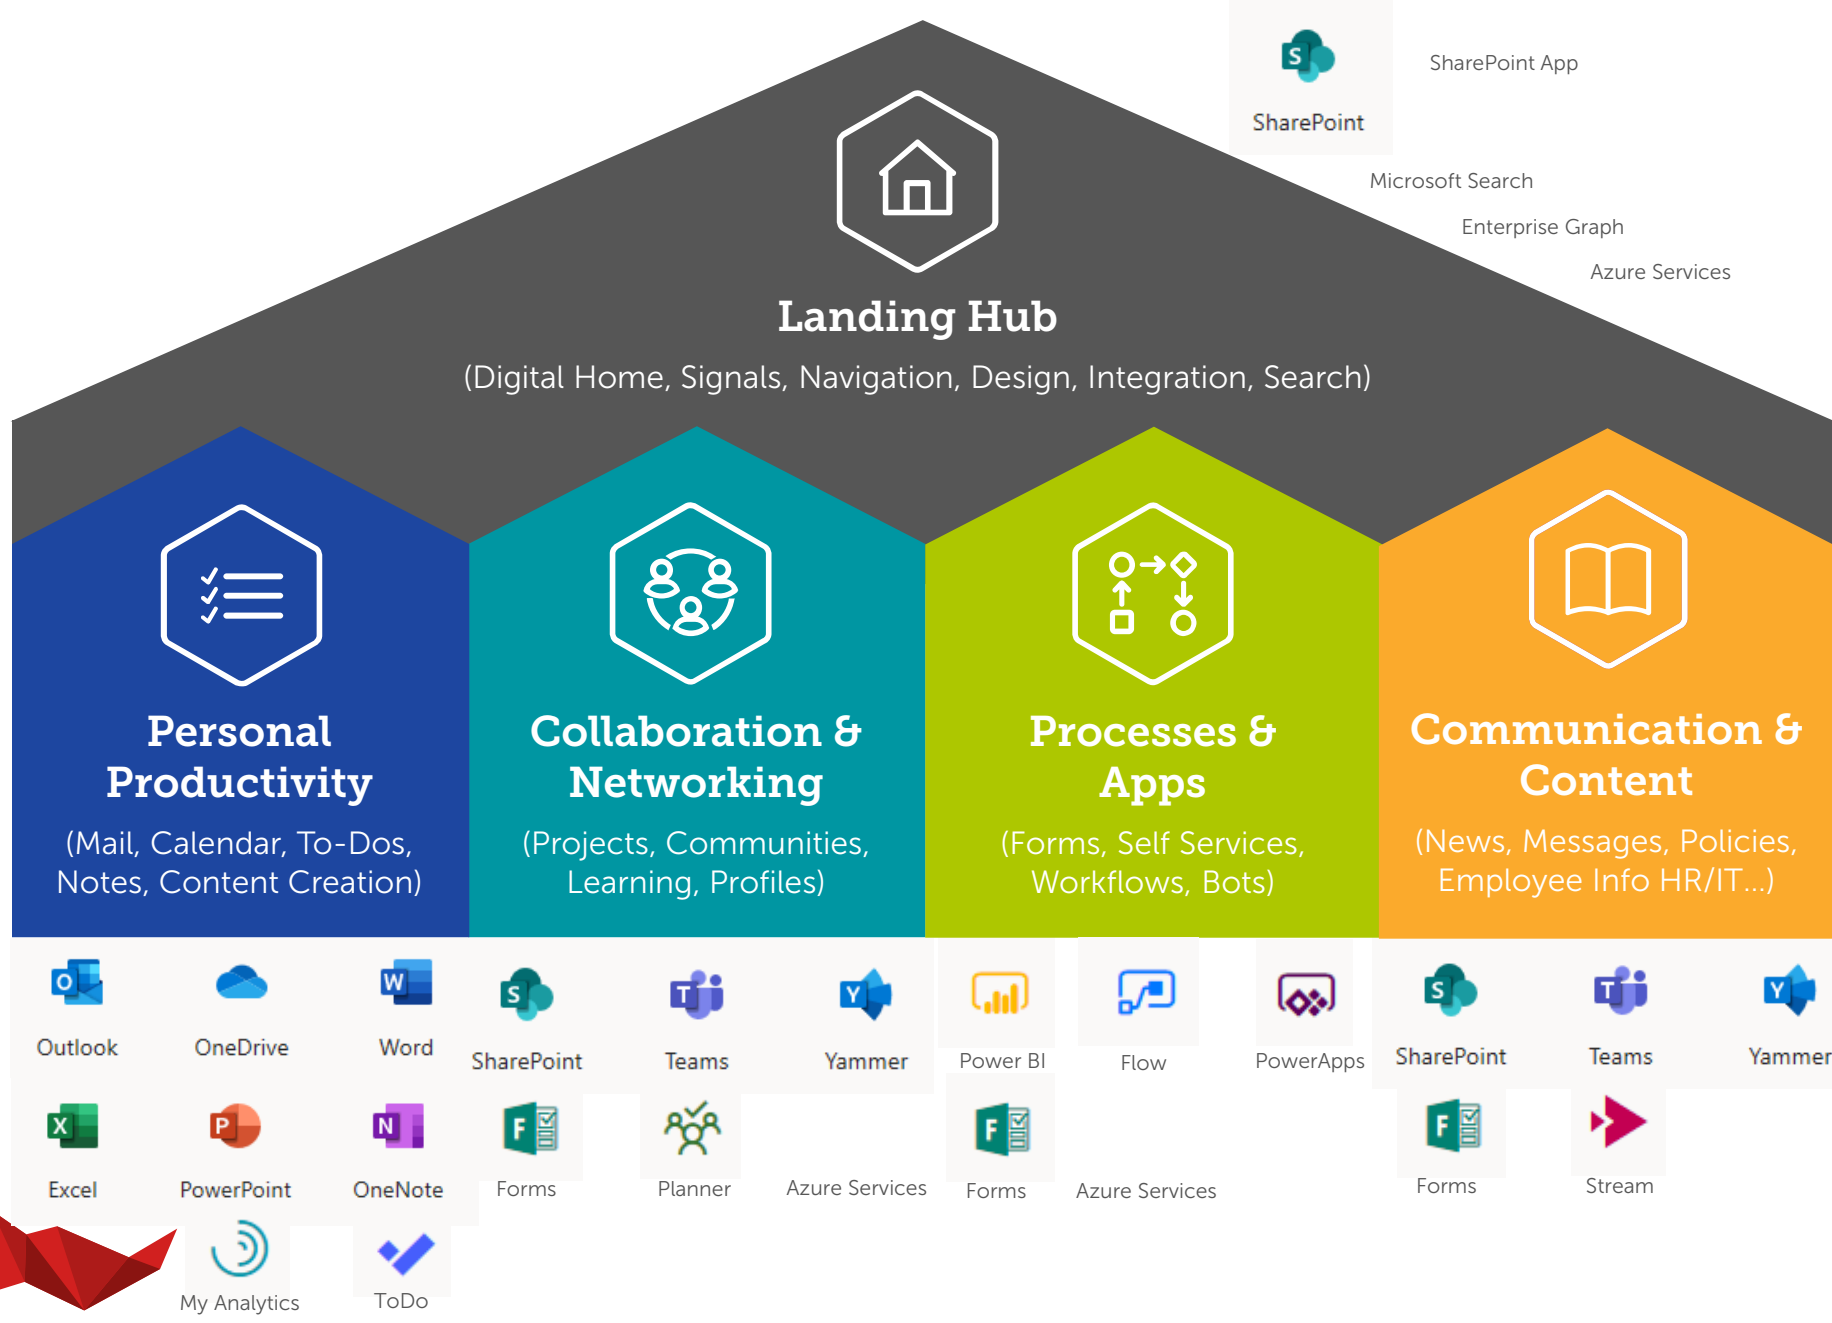 SharePoint App
SharePoint
Microsoft Search
Enterprise Graph
Azure Services
Landing Hub
(Digital Home, Signals, Navigation, Design, Integration, Search)
Personal
Productivity
(Mail, Calendar, To-Dos,
Notes, Content Creation)
Collaboration &
Networking
(Projects, Communities,
Learning, Profiles)
Processes &
Apps
(Forms, Self Services,
Workflows, Bots)
Communication &
Content
(News, Messages, Policies,
Employee Info HR/IT...)
Outlook
OneDrive
Word
Excel
PowerPoint
OneNote
My Analytics
ToDo
SharePoint
Teams
Yammer
Forms
Planner
Azure Services
Power BI
Flow
PowerApps
Forms
Azure Services
SharePoint
Teams
Yammer
Forms
Stream